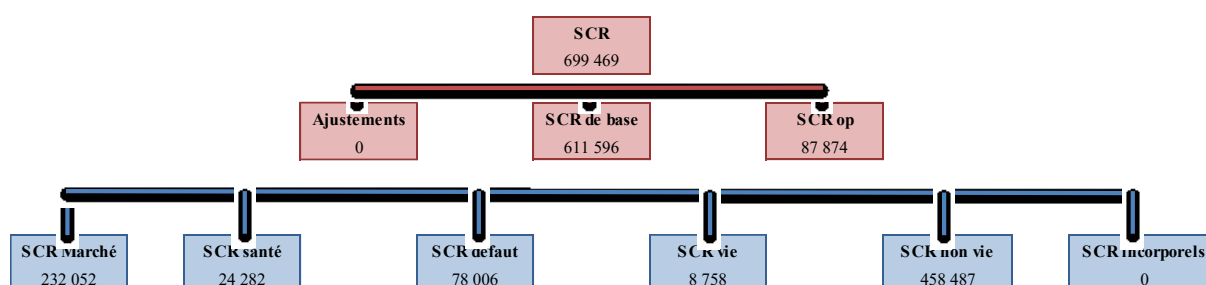 SCR
699 469
Ajustements
0
SCR de base
611 596
SCR op
87 874
SCR Marché
232 052
SCR santé
24 282
SCR défaut
78 006
SCR vie
8 758
SCR non vie
458 487
SCR incorporels
0